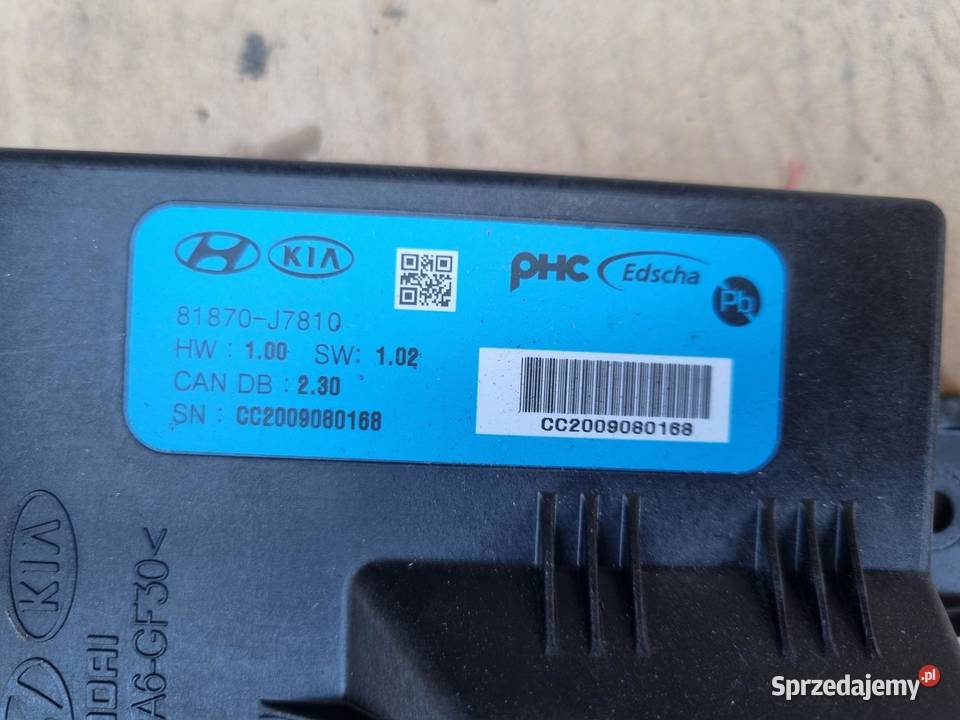 KIA
PHC Edscha
Pb
81870-J7810
HW : 1.00 SW: 1.02
CAN DB : 2.30
SN : CC2009080168
CC2009080168
KIA
A6-GF30<
Sprzedajemy.pl